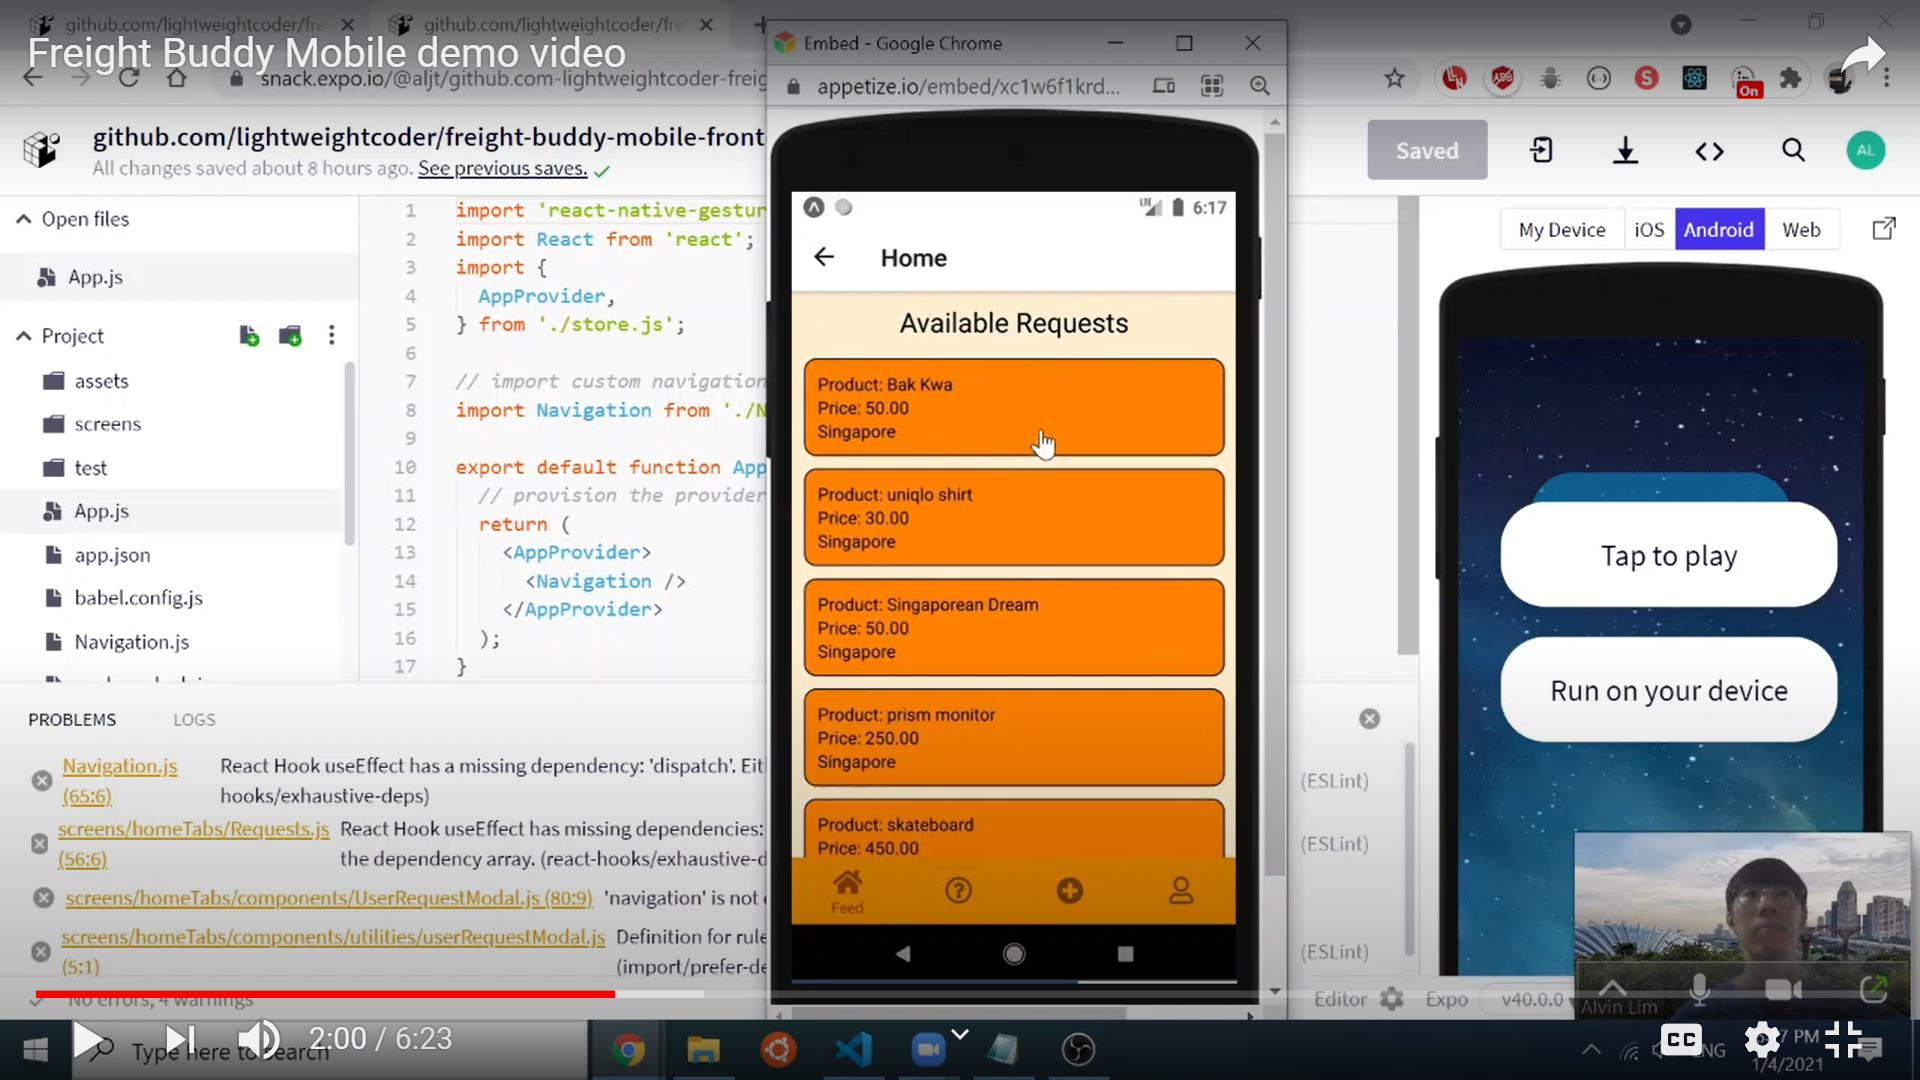 github.com/lightweightcoder/fre
github.com/lightweightcoder/fre
Freight Buddy Mobile demo video
snack.expo.io/@aljt/github.com-lightweightcoder-freig
Embed - Google Chrome
appetize.io/embed/xc1w6f1krd...
On
github.com/lightweightcoder/freight-buddy-mobile-front
All changes saved about 8 hours ago. See previous saves.
Saved
AL
Open files
App.js
Project
assets
screens
test
App.js
app.json
babel.config.js
Navigation.js
1 import 'react-native-gestur
2 import React from 'react';
3 import {
4 AppProvider,
5 } from './store.js';
6
7 // import custom navigation
8 import Navigation from './N
9
10 export default function App
11 // provision the provider
12 return (
13 <AppProvider>
14 <Navigation />
15 </AppProvider>
16 );
17 }
LTE 6:17
Home
Available Requests
Product: Bak Kwa
Price: 50.00
Singapore
Product: uniqlo shirt
Price: 30.00
Singapore
Product: Singaporean Dream
Price: 50.00
Singapore
Product: prism monitor
Price: 250.00
Singapore
Product: skateboard
Price: 450.00
Feed
My Device iOS Android Web
Tap to play
Run on your device
PROBLEMS LOGS
Navigation.js (65:6) React Hook useEffect has a missing dependency: 'dispatch'. Eit
hooks/exhaustive-deps) (ESLint)
screens/homeTabs/Requests.js (56:6) React Hook useEffect has missing dependencies:
the dependency array. (react-hooks/exhaustive-d (ESLint)
screens/homeTabs/components/UserRequestModal.js (80:9) 'navigation' is not
screens/homeTabs/components/utilities/userRequestModal.js (5:1) Definition for rule
(import/prefer-de (ESLint)
No errors, 4 warnings
Editor Expo v40.0.0
Alvin Lim
2:00 / 6:23
Type here to search
CC
PM
1/4/2021